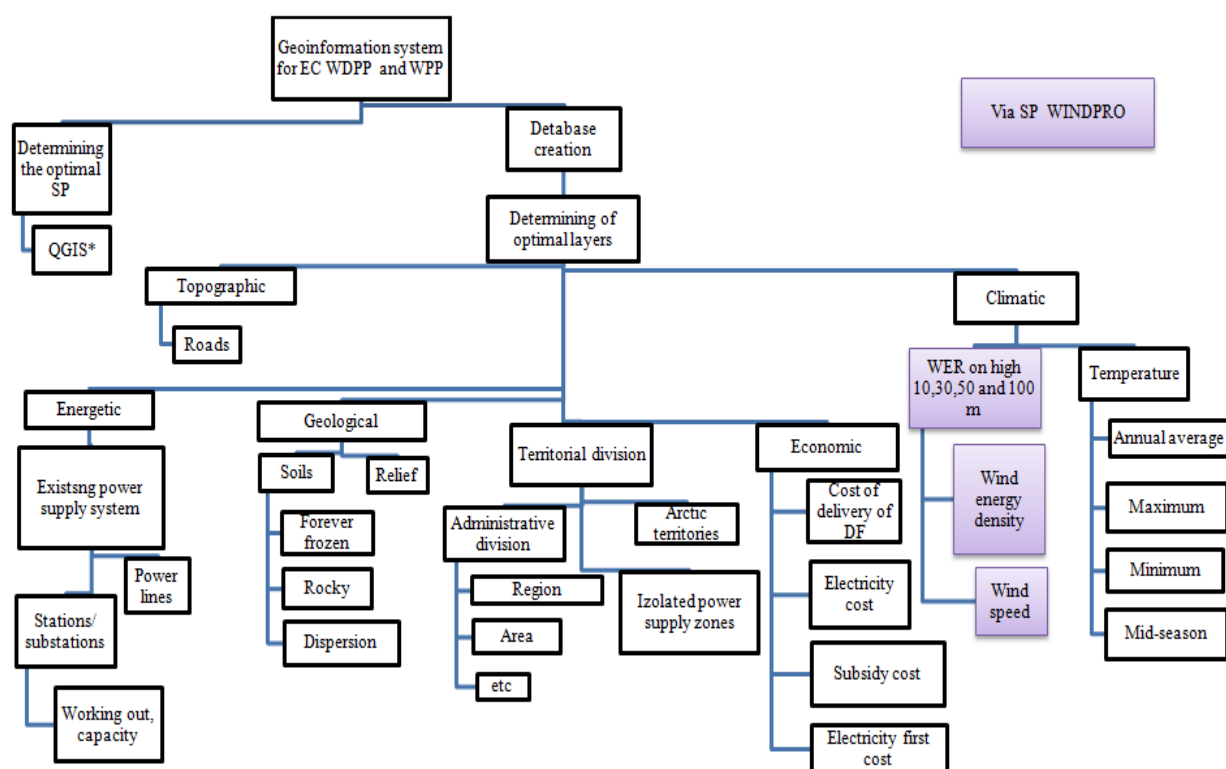 Geoinformation system
for EC WDPP and WPP
Via SP WINDPRO
Determining
the optimal
SP
Detabase
creation
QGIS*
Determining of
optimal layers
Topographic
Roads
Climatic
WER on high
10,30,50 and 100
m
Temperature
Wind
energy
density
Wind
speed
Annual average
Maximum
Minimum
Mid-season
Energetic
Existsng power
supply system
Power
lines
Stations/
substations
Working out,
capacity
Geological
Soils
Relief
Forever
frozen
Rocky
Dispersion
Territorial division
Administrative
division
Arctic
territories
Region
Area
etc
Izolated power
supply zones
Economic
Cost of
delivery of
DF
Electricity
cost
Subsidy cost
Electricity first
cost